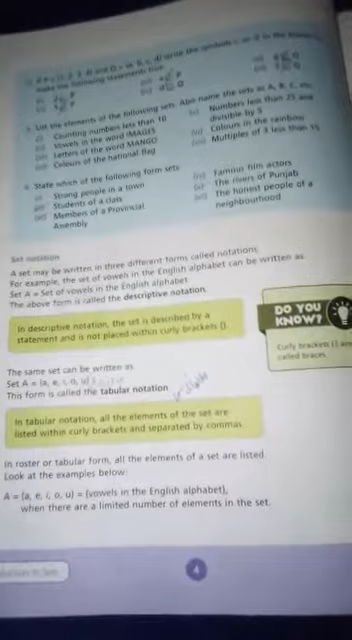 make the following statements true.
List the elements of the following sets. Also name the sets as A, B, C, etc.
Counting numbers less than 10
Vowels in the word IMAGES
Letters of the word MANGO
Colours of the national flag
Numbers less than 25 and
divisible by 5
Colours in the rainbow
Multiples of 3 less than 15
State which of the following form sets
Strong people in a town
Students of a class
Members of a Provincial
Assembly
Famous film actors
The rivers of Punjab
The honest people of a
neighbourhood
Set notation
A set may be written in three different forms called notations.
For example, the set of vowels in the English alphabet can be written as
Set A = Set of vowels in the English alphabet
The above form is called the descriptive notation.
In descriptive notation, the set is described by a
statement and is not placed within curly brackets {}.
DO YOU
KNOW?
Curly brackets {} are
called braces.
The same set can be written as
Set A = {a, e, i, o, u}
This form is called the tabular notation.
In tabular notation, all the elements of the set are
listed within curly brackets and separated by commas.
In roster or tabular form, all the elements of a set are listed.
Look at the examples below:
A = {a, e, i, o, u} = {vowels in the English alphabet},
when there are a limited number of elements in the set.
4